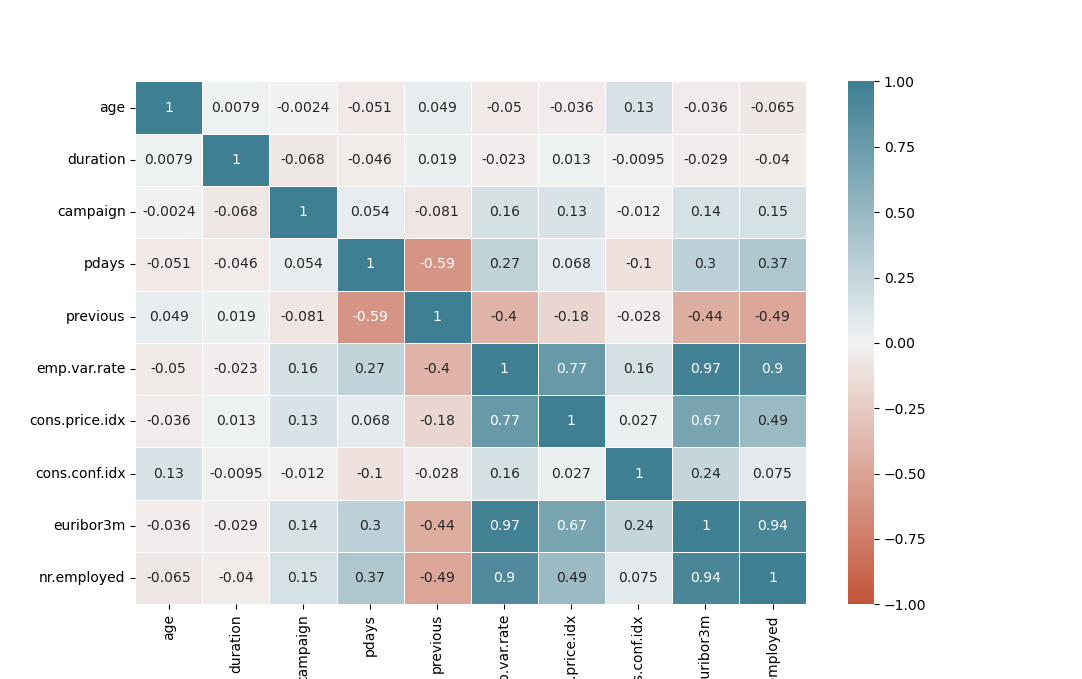 age 1 0.0079 -0.0024 -0.051 0.049 -0.05 -0.036 0.13 -0.036 -0.065
duration 0.0079 1 -0.068 -0.046 0.019 -0.023 0.013 -0.0095 -0.029 -0.04
campaign -0.0024 -0.068 1 0.054 -0.081 0.16 0.13 -0.012 0.14 0.15
pdays -0.051 -0.046 0.054 1 -0.59 0.27 0.068 -0.1 0.3 0.37
previous 0.049 0.019 -0.081 -0.59 1 -0.4 -0.18 -0.028 -0.44 -0.49
emp.var.rate -0.05 -0.023 0.16 0.27 -0.4 1 0.77 0.16 0.97 0.9
cons.price.idx -0.036 0.013 0.13 0.068 -0.18 0.77 1 0.027 0.67 0.49
cons.conf.idx 0.13 -0.0095 -0.012 -0.1 -0.028 0.16 0.027 1 0.24 0.075
euribor3m -0.036 -0.029 0.14 0.3 -0.44 0.97 0.67 0.24 1 0.94
nr.employed -0.065 -0.04 0.15 0.37 -0.49 0.9 0.49 0.075 0.94 1
age
duration
campaign
pdays
previous
p.var.rate
.price.idx
s.conf.idx
uribor3m
mployed
1.00
0.75
0.50
0.25
0.00
−0.25
−0.50
−0.75
−1.00